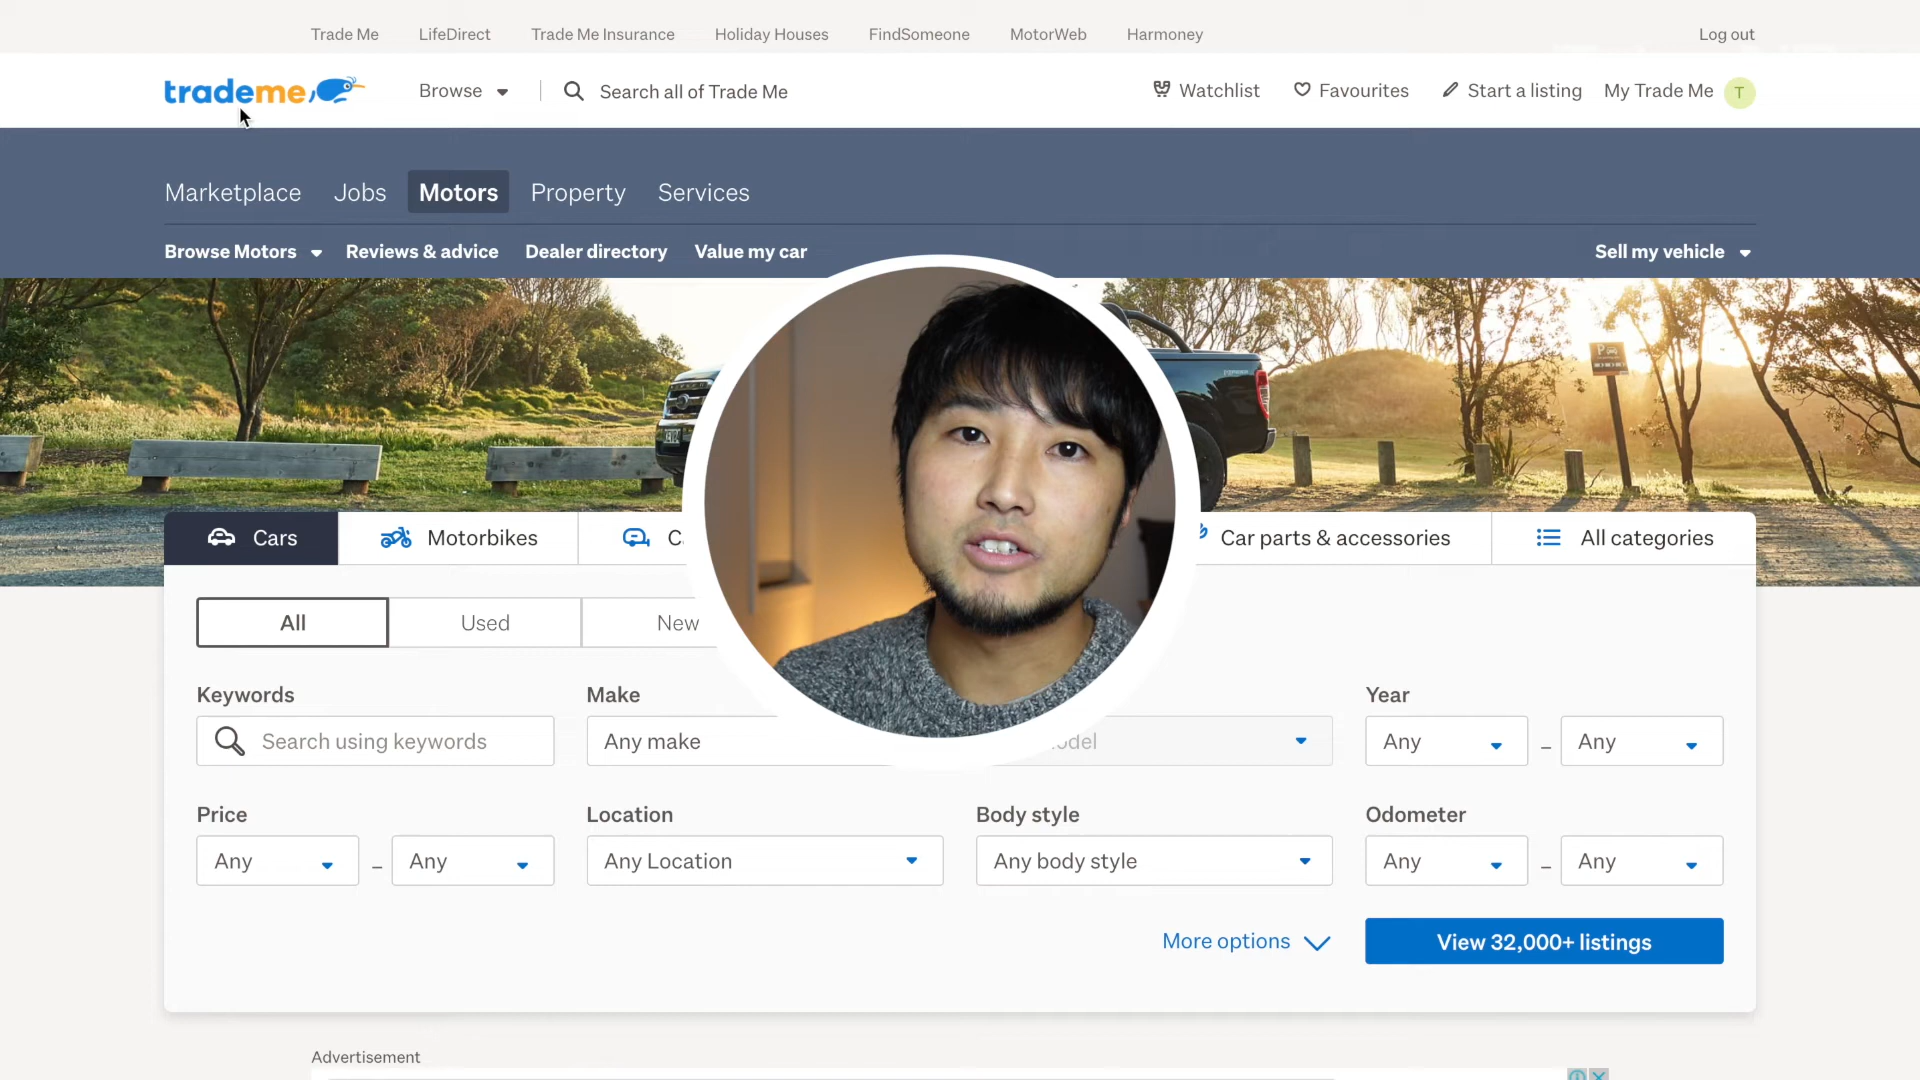 Trade Me LifeDirect Trade Me Insurance Holiday Houses FindSomeone MotorWeb Harmoney Log out
trademe Browse Search all of Trade Me Watchlist Favourites Start a listing My Trade Me T
Marketplace Jobs Motors Property Services
Browse Motors Reviews & advice Dealer directory Value my car Sell my vehicle
Cars Motorbikes Car parts & accessories All categories
All Used New
Keywords Make Year
Search using keywords Any make Any – Any
Price Location Body style Odometer
Any – Any Any Location Any body style Any – Any
More options View 32,000+ listings
Advertisement